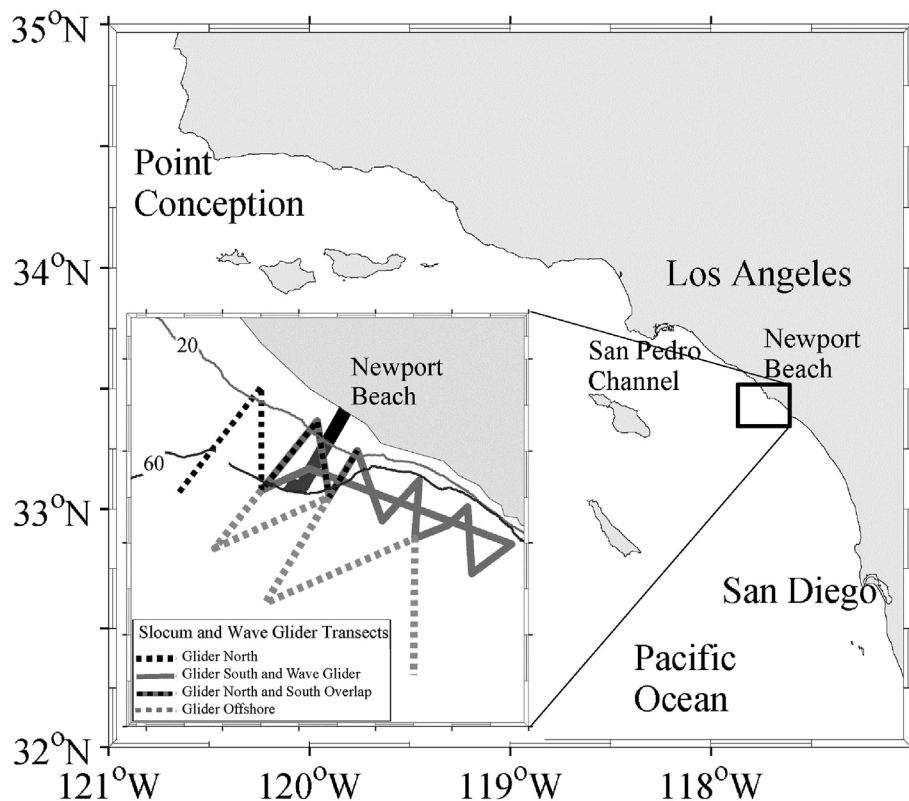 35°N
Point
Conception
34°N
Los Angeles
San Pedro
Channel
Newport
Beach
20
Newport
Beach
60
33°N
San Diego
Slocum and Wave Glider Transects
Glider North
Glider South and Wave Glider
Glider North and South Overlap
Glider Offshore
Pacific
Ocean
32°N
121°W
120°W
119°W
118°W